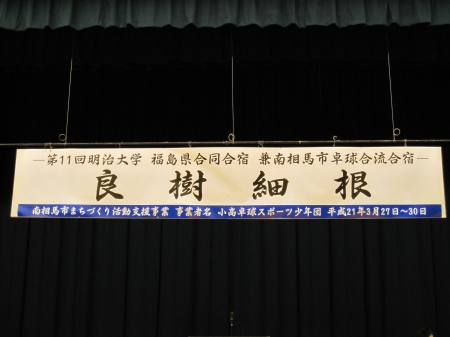 ―第11回明治大学 福島県合同合宿 兼南相馬市卓球合流合宿―
良樹細根
南相馬市まちづくり活動支援事業 事業者名 小高卓球スポーツ少年団 平成21年3月27日～30日